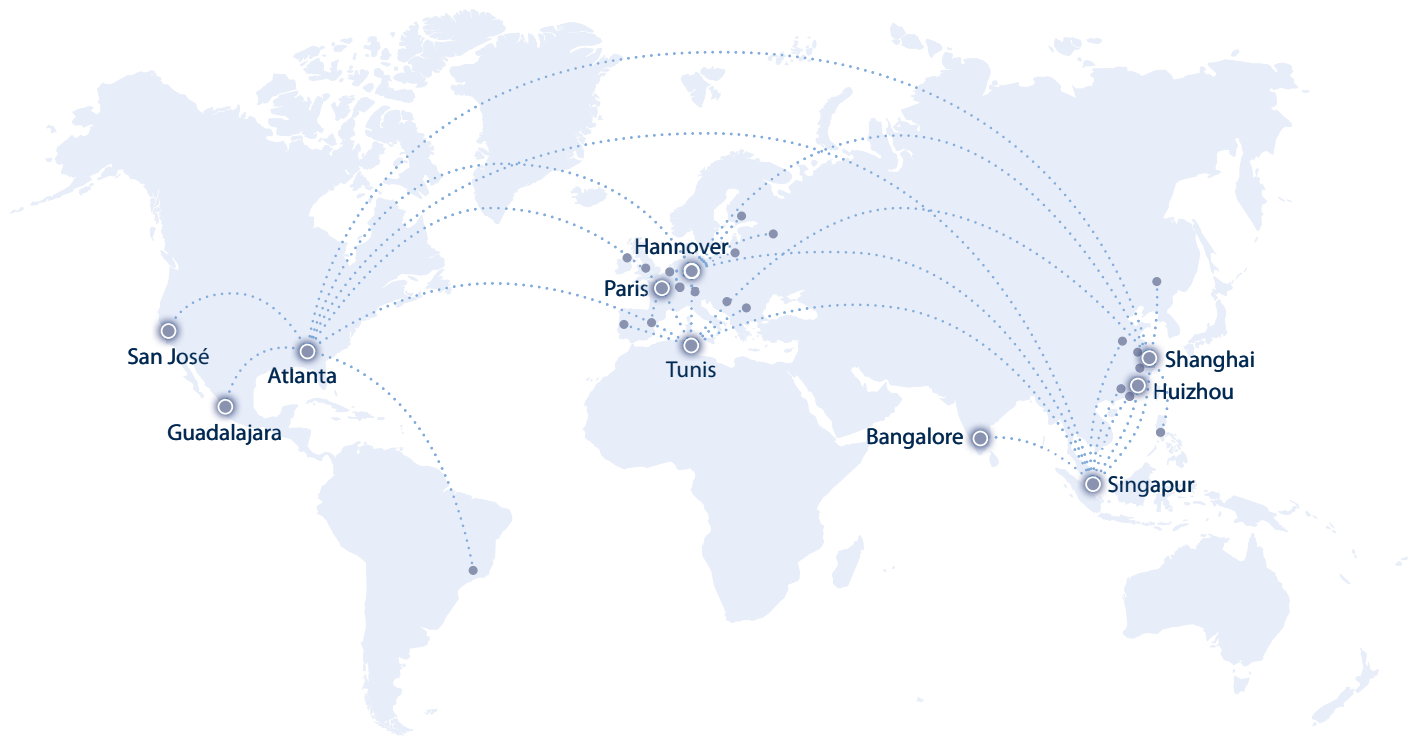 Hannover
Paris
San José
Atlanta
Tunis
Shanghai
Huizhou
Guadalajara
Bangalore
Singapur